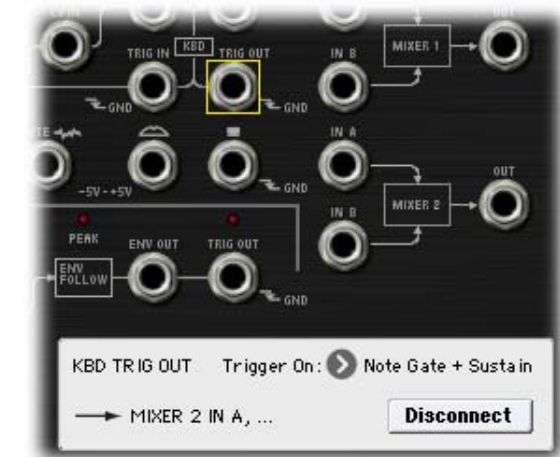 OUT
TRIG IN KBD TRIG OUT IN B MIXER 1
GND GND
IN A
-5V - +5V GND OUT
IN B MIXER 2
PEAK ENV OUT TRIG OUT
ENV FOLLOW
GND
KBD TRIG OUT Trigger On: Note Gate + Sustain
MIXER 2 IN A, ... Disconnect